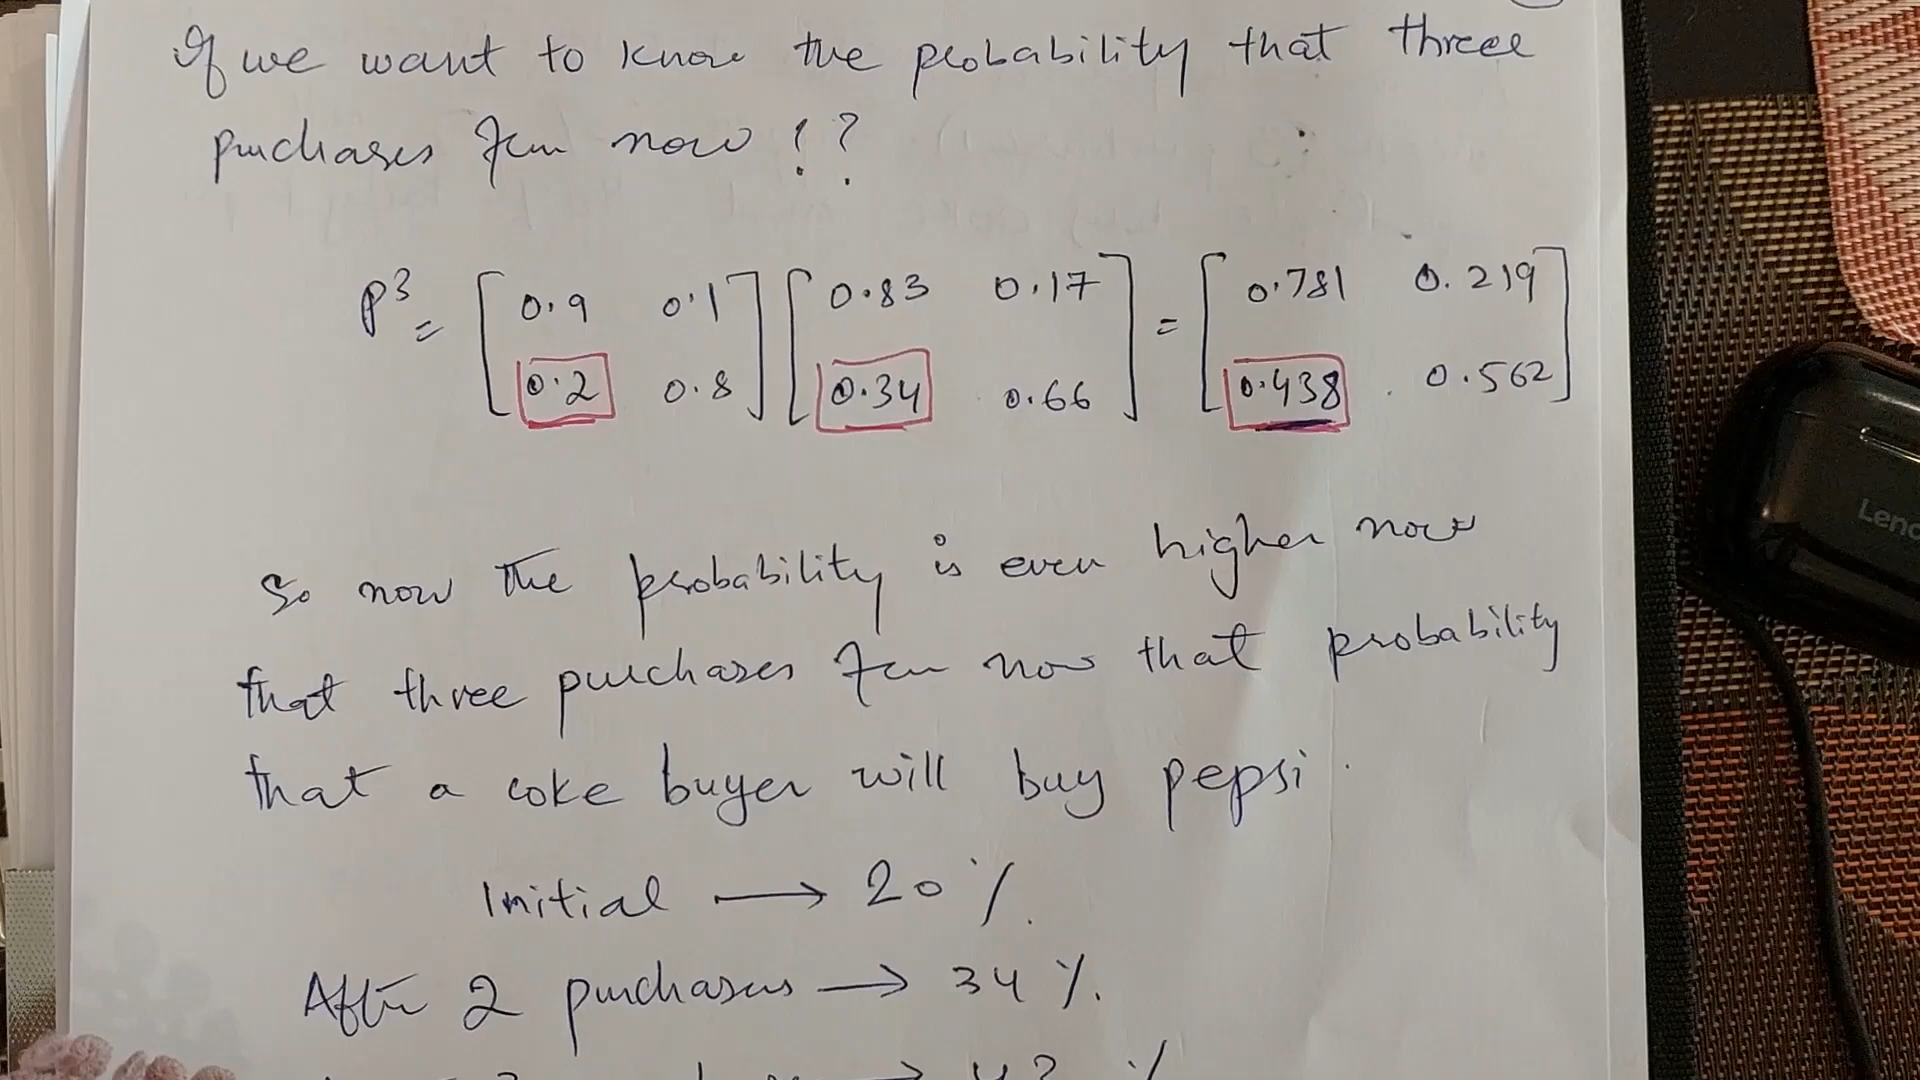 If we want to know the probability that three
purchases from now !?
P³ = [0.9 0.1] [0.83 0.17] = [0.781 0.219]
[0.2 0.8] [0.34 0.66] [0.438 0.562]
So now the probability is even higher now
that three purchases from now that probability
that a coke buyer will buy pepsi.
Initial → 20 %.
After 2 purchases → 34 %.
Leno